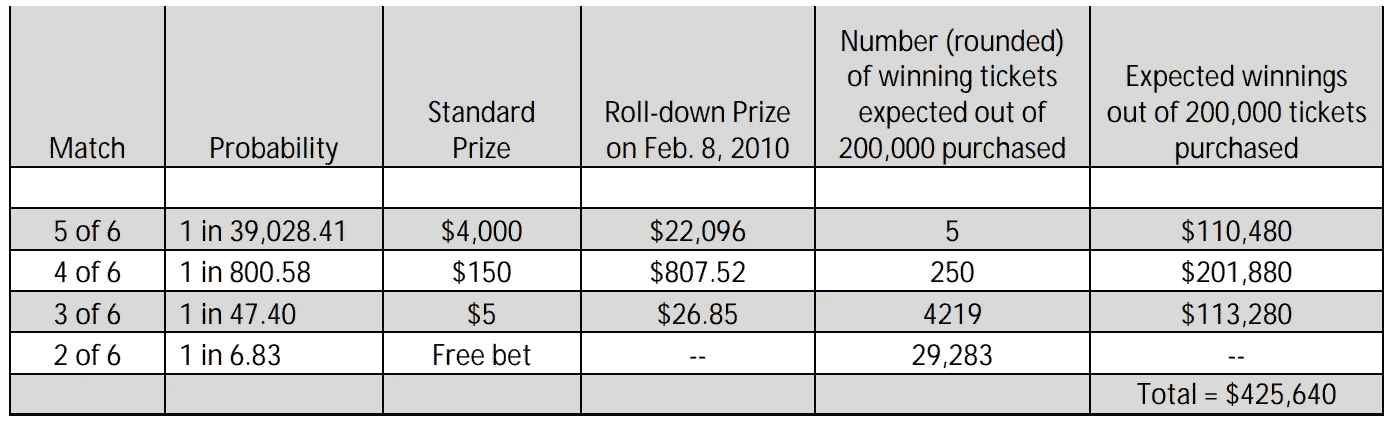 Match
Probability
Standard
Prize
Roll-down Prize
on Feb. 8, 2010
Number (rounded)
of winning tickets
expected out of
200,000 purchased
Expected winnings
out of 200,000 tickets
purchased
5 of 6 1 in 39,028.41 $4,000 $22,096 5 $110,480
4 of 6 1 in 800.58 $150 $807.52 250 $201,880
3 of 6 1 in 47.40 $5 $26.85 4219 $113,280
2 of 6 1 in 6.83 Free bet -- 29,283 --
Total = $425,640